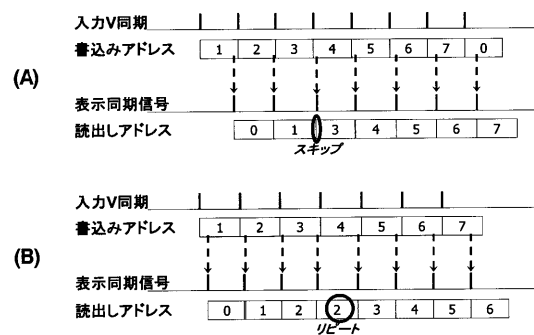 入力V同期
書込みアドレス 1 2 3 4 5 6 7 0
(A)
表示同期信号
読出しアドレス 0 1 3 4 5 6 7
スキップ
入力V同期
書込みアドレス 1 2 3 4 5 6 7
(B)
表示同期信号
読出しアドレス 0 1 2 2 3 4 5 6
リピート